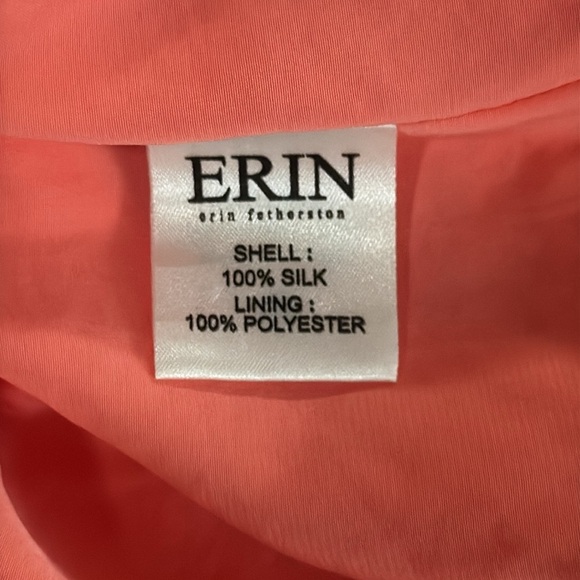 ERIN
erin fetherston
SHELL :
100% SILK
LINING :
100% POLYESTER